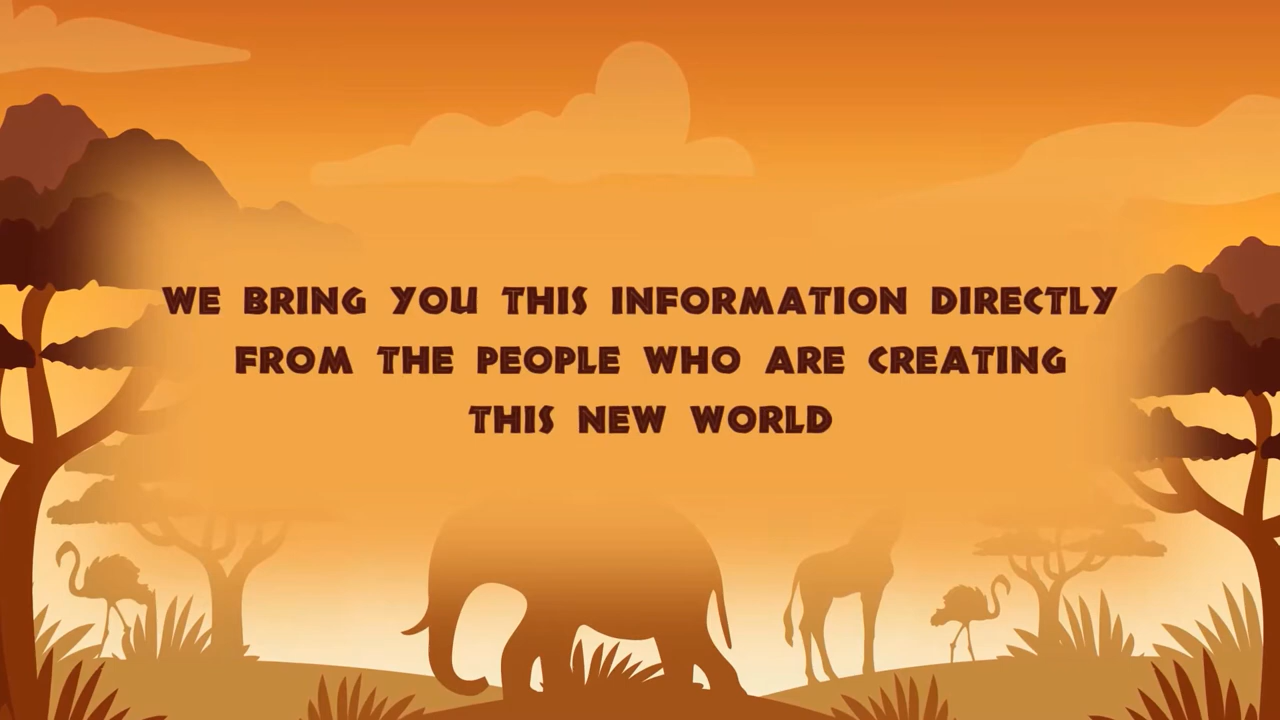 WE BRING YOU THIS INFORMATION DIRECTLY
FROM THE PEOPLE WHO ARE CREATING
THIS NEW WORLD